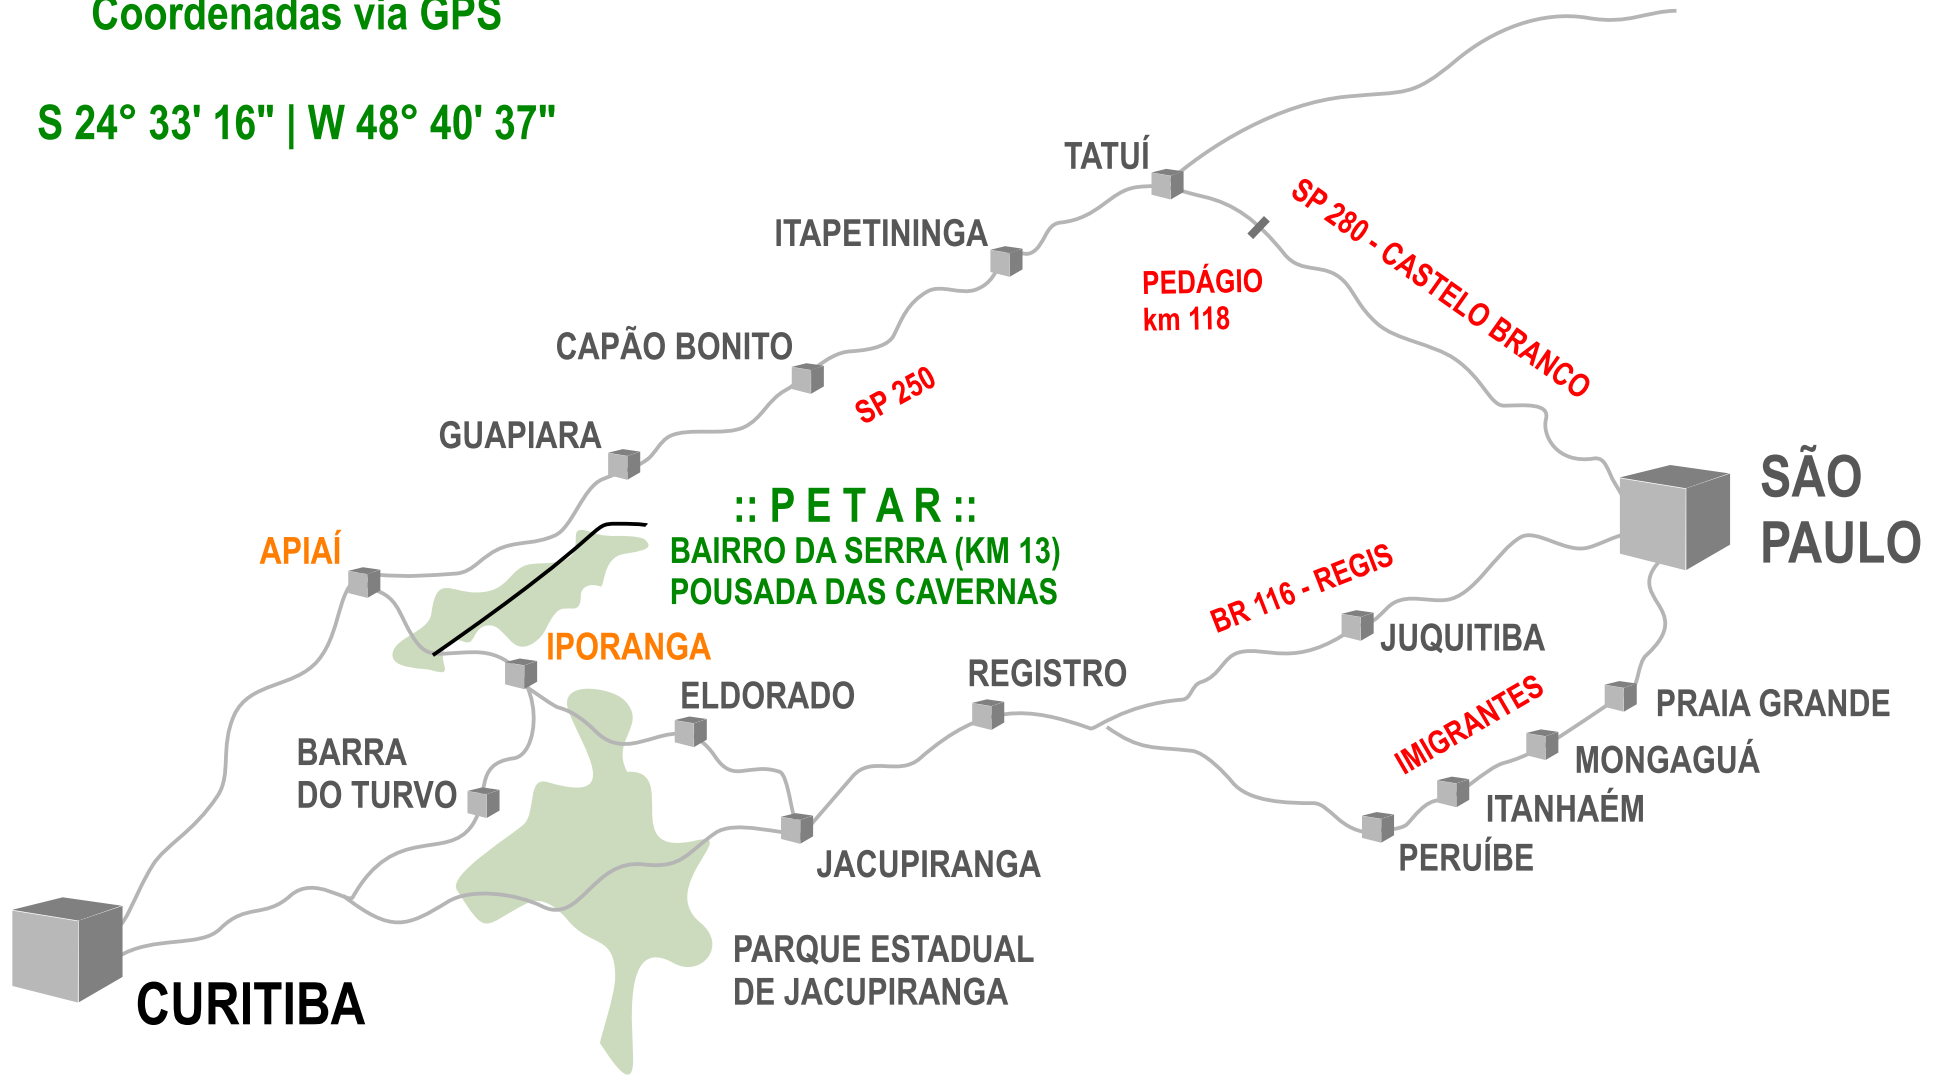 Coordenadas via GPS
S 24° 33' 16" | W 48° 40' 37"
TATUÍ
SP 280 - CASTELO BRANCO
ITAPETININGA
PEDÁGIO
km 118
CAPÃO BONITO
SP 250
GUAPIARA
SÃO
PAULO
:: P E T A R ::
BAIRRO DA SERRA (KM 13)
POUSADA DAS CAVERNAS
APIAÍ
BR 116 - REGIS
JUQUITIBA
IPORANGA
REGISTRO
ELDORADO
PRAIA GRANDE
IMIGRANTES
MONGAGUÁ
BARRA
DO TURVO
ITANHAÉM
PERUÍBE
JACUPIRANGA
PARQUE ESTADUAL
DE JACUPIRANGA
CURITIBA